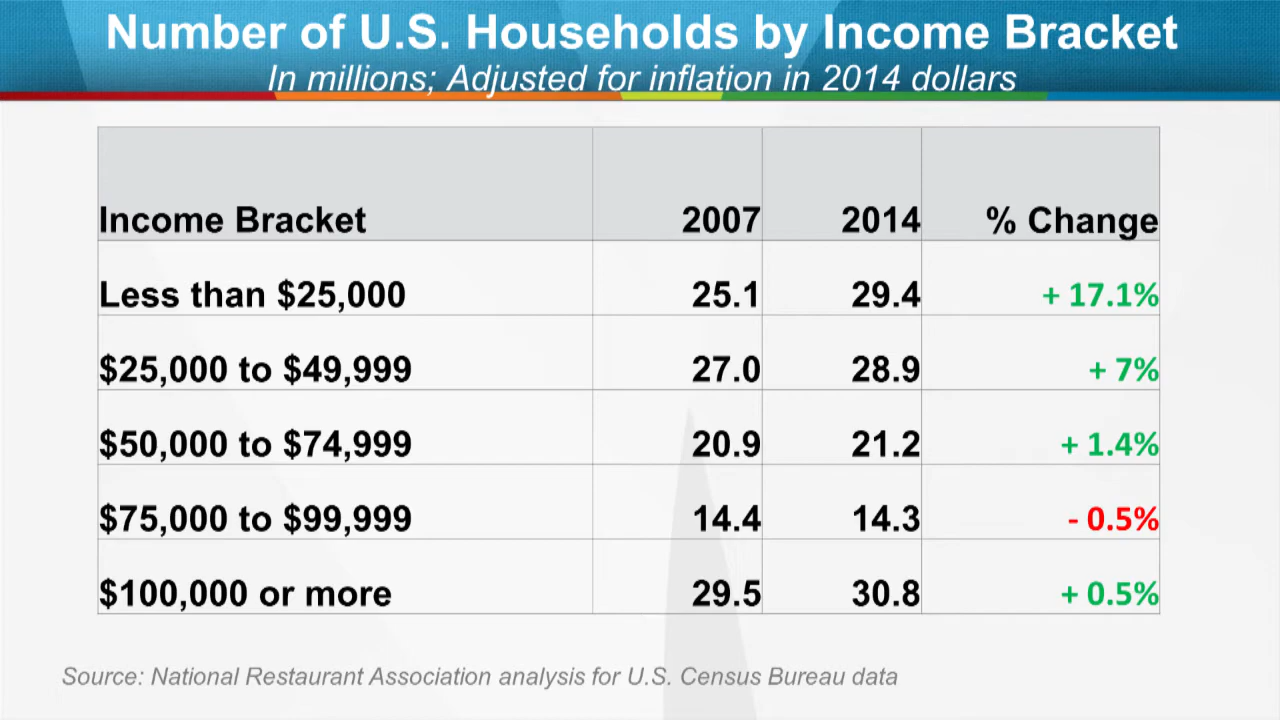 Number of U.S. Households by Income Bracket
In millions; Adjusted for inflation in 2014 dollars
Income Bracket 2007 2014 % Change
Less than $25,000 25.1 29.4 + 17.1%
$25,000 to $49,999 27.0 28.9 + 7%
$50,000 to $74,999 20.9 21.2 + 1.4%
$75,000 to $99,999 14.4 14.3 - 0.5%
$100,000 or more 29.5 30.8 + 0.5%
Source: National Restaurant Association analysis for U.S. Census Bureau data